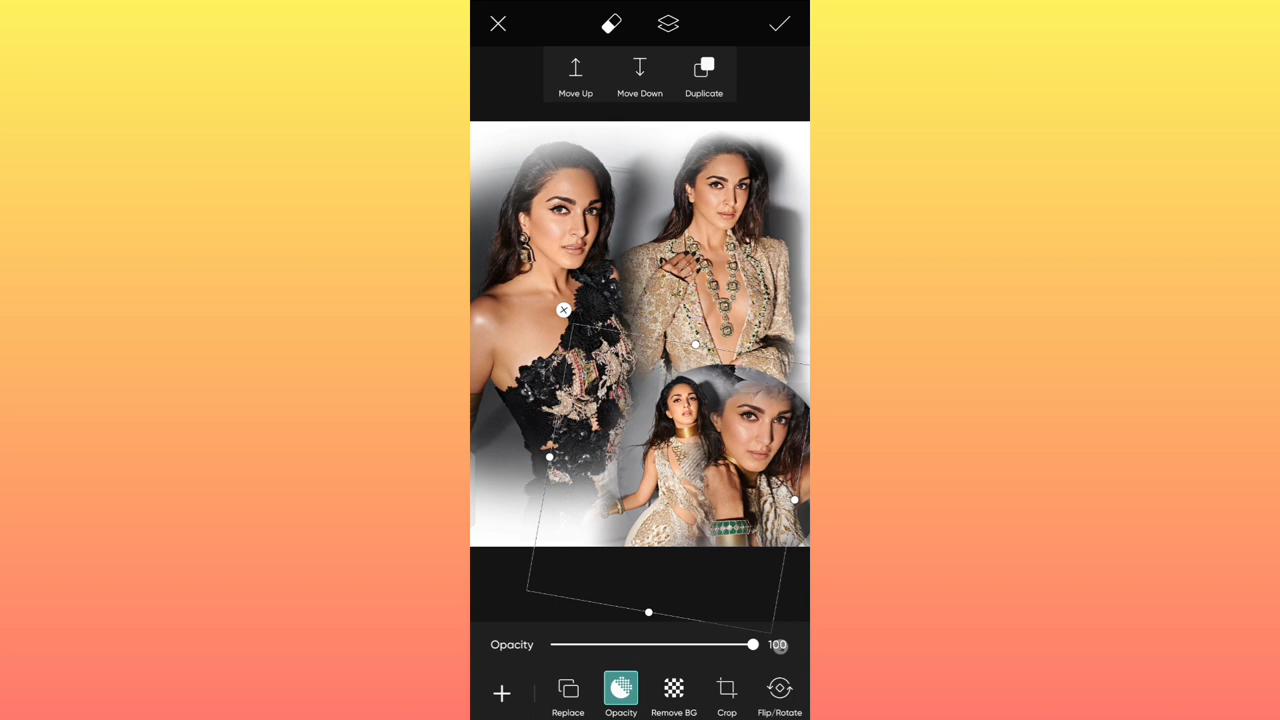 Move Up Move Down Duplicate
Opacity 100
Replace Opacity Remove BG Crop Flip/Rotate